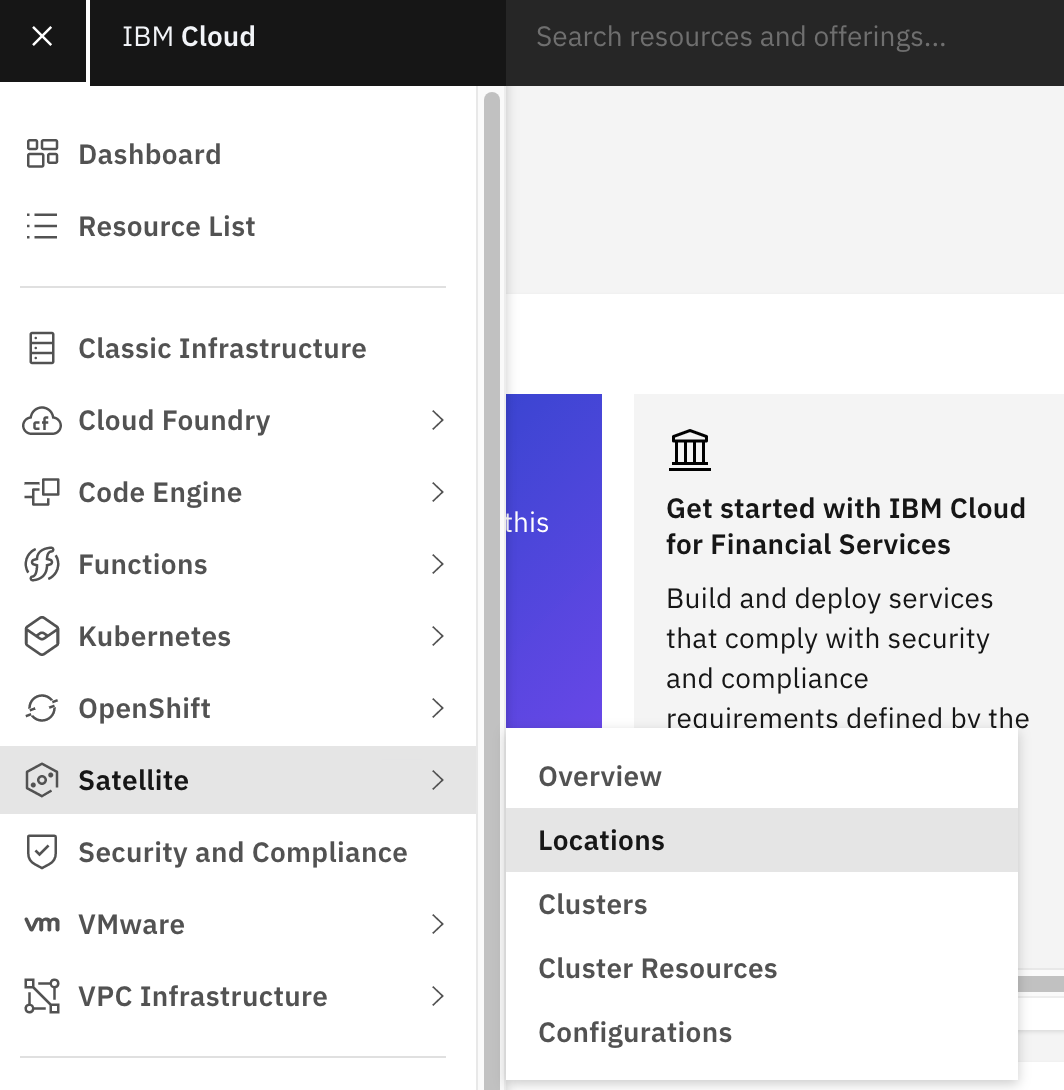 IBM Cloud
Search resources and offerings...
Dashboard
Resource List
Classic Infrastructure
cf
Cloud Foundry
Code Engine
Functions
Kubernetes
OpenShift
Satellite
Security and Compliance
vm
VMware
VPC Infrastructure
this
Get started with IBM Cloud
for Financial Services
Build and deploy services
that comply with security
and compliance
requirements defined by the
Overview
Locations
Clusters
Cluster Resources
Configurations